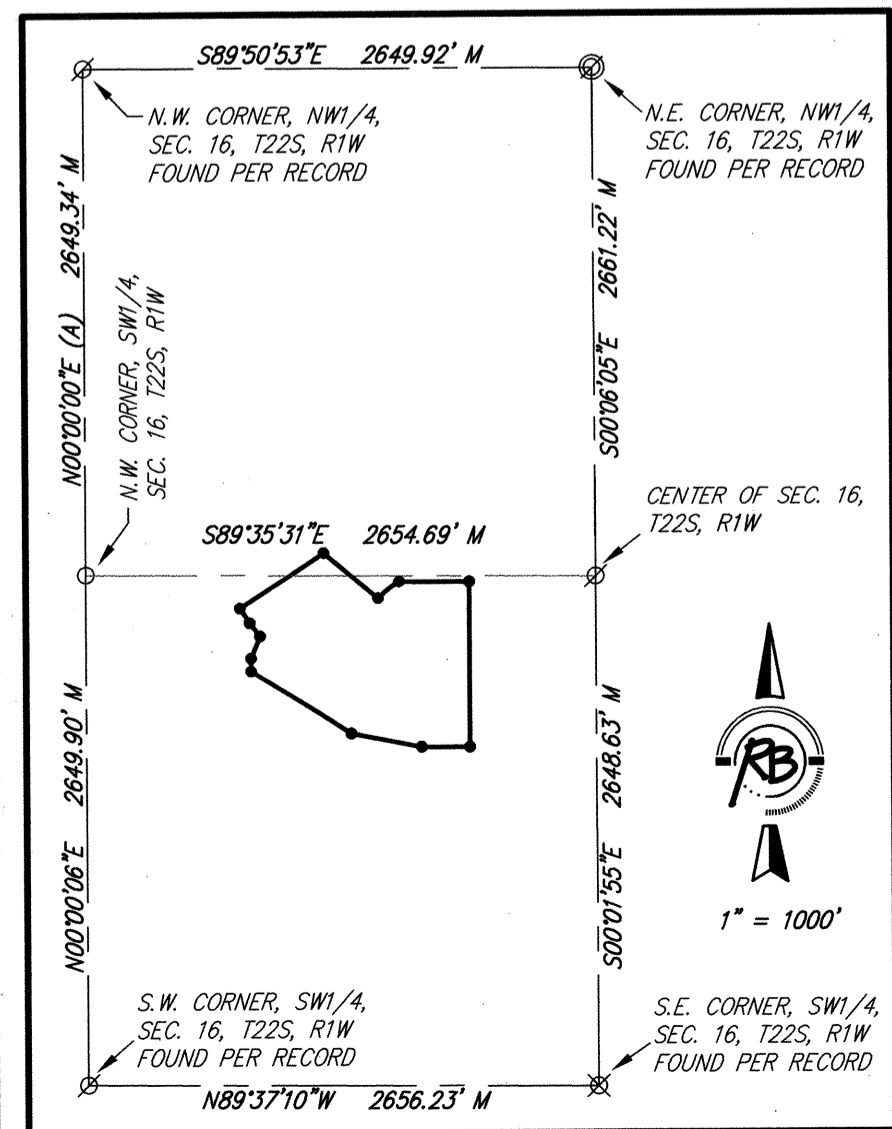 S89°50'53"E 2649.92' M
N.W. CORNER, NW1/4,
SEC. 16, T22S, R1W
FOUND PER RECORD
N.E. CORNER, NW1/4,
SEC. 16, T22S, R1W
FOUND PER RECORD
N00°00'00"E (A) 2649.34' M
N.W. CORNER, SW1/4,
SEC. 16, T22S, R1W
S00°06'05"E 2661.22' M
S89°35'31"E 2654.69' M
CENTER OF SEC. 16,
T22S, R1W
N00°00'06"E 2649.90' M
S00°01'55"E 2648.63' M
RB
1" = 1000'
S.W. CORNER, SW1/4,
SEC. 16, T22S, R1W
FOUND PER RECORD
S.E. CORNER, SW1/4,
SEC. 16, T22S, R1W
FOUND PER RECORD
N89°37'10"W 2656.23' M